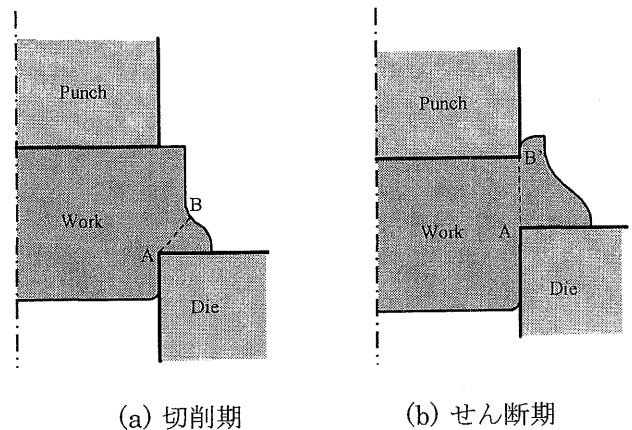 Punch
B
Work
A
Die
(a) 切削期
Punch
B'
Work
A
Die
(b) せん断期